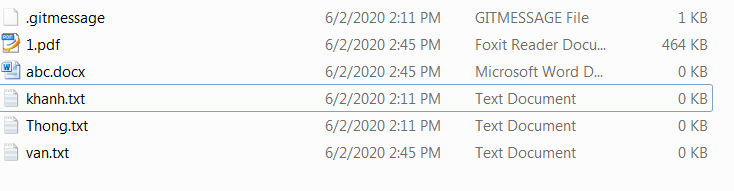 .gitmessage 6/2/2020 2:11 PM GITMESSAGE File 1 KB
1.pdf 6/2/2020 2:45 PM Foxit Reader Docu... 464 KB
abc.docx 6/2/2020 2:45 PM Microsoft Word D... 0 KB
khanh.txt 6/2/2020 2:11 PM Text Document 0 KB
Thong.txt 6/2/2020 2:11 PM Text Document 0 KB
van.txt 6/2/2020 2:45 PM Text Document 0 KB